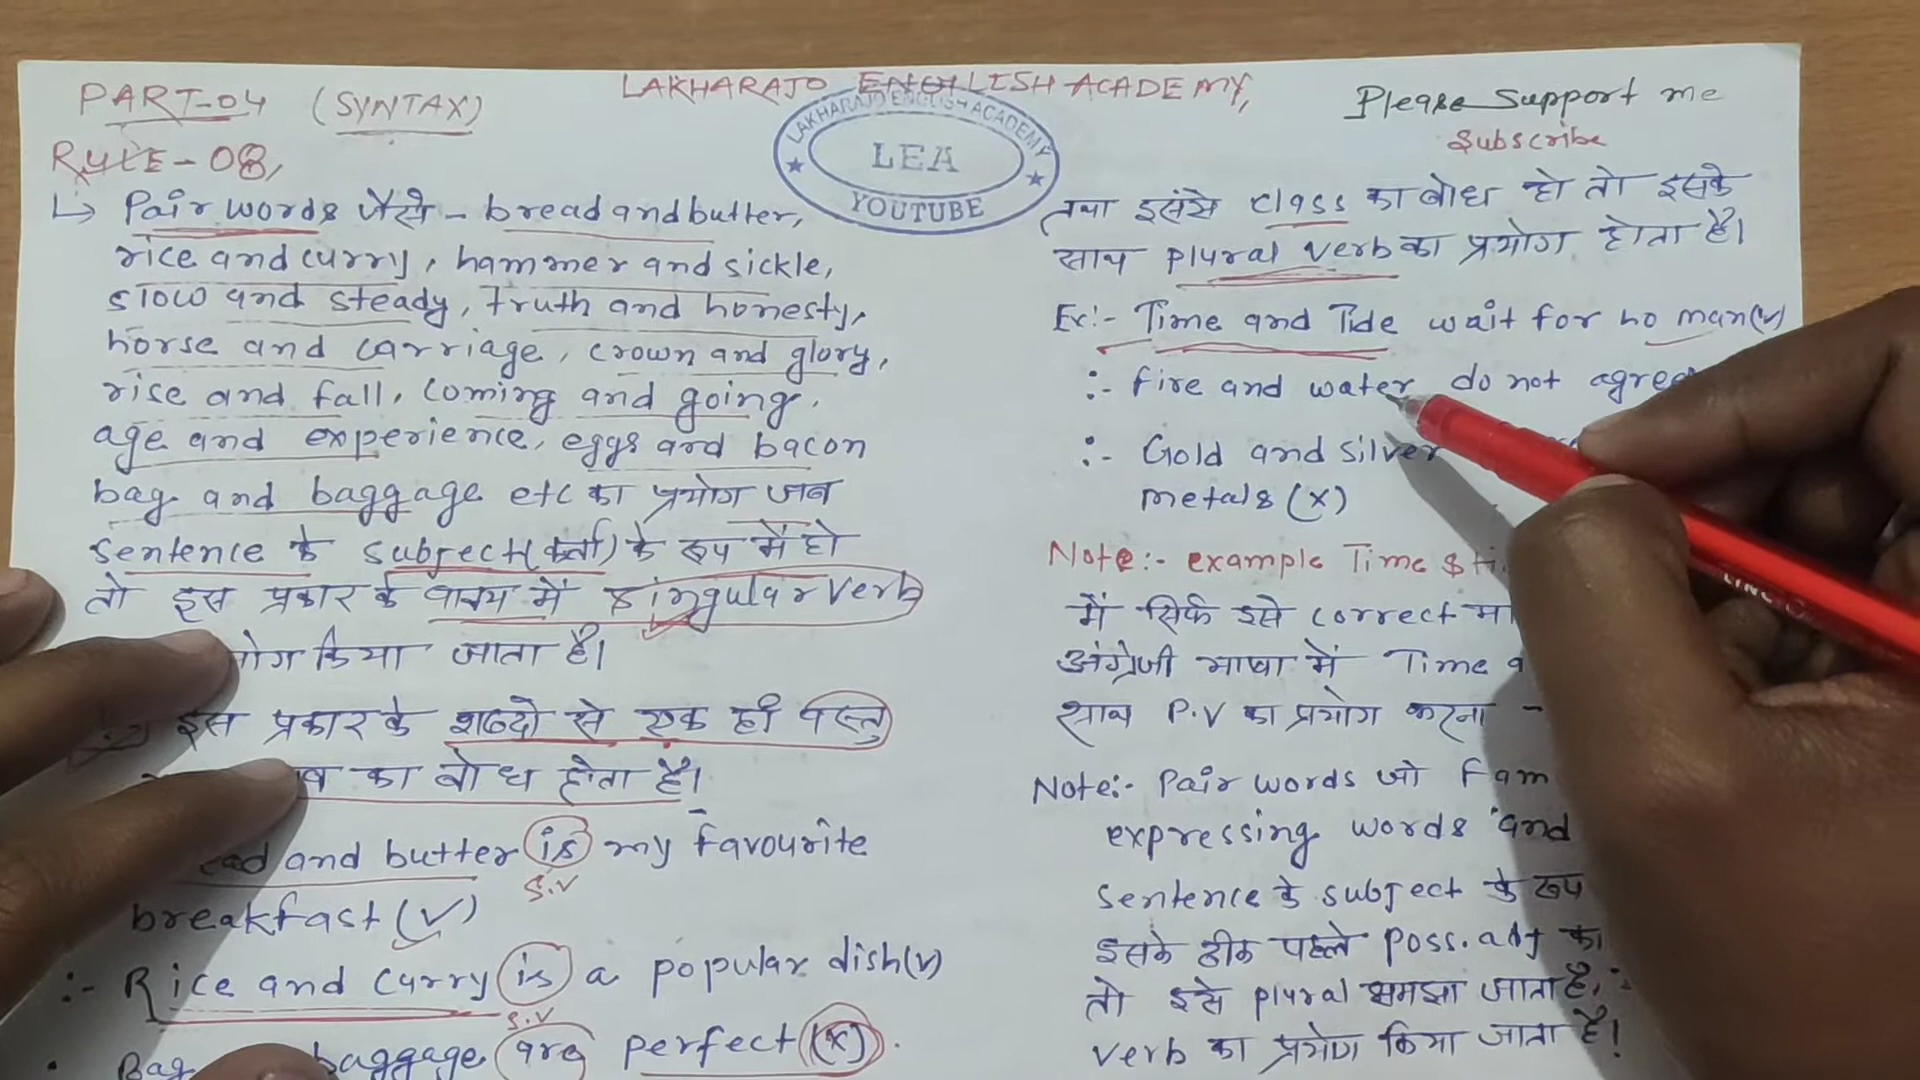 PART-04 (SYNTAX)
LAKHARAJO ENGHLISH ACADEMY,
LAKHARAJO ENGLISH ACADEMY
LEA
YOUTUBE
Please Support me
Subscribe
RULE-08,
↳ Pair words जैसे - bread and butter,
rice and curry, hammer and sickle,
slow and steady, truth and honesty,
horse and carriage, crown and glory,
rise and fall, coming and going,
age and experience, eggs and bacon
bag and baggage etc का प्रयोग जब
sentence के subject(कर्ता) के रूप में हो
तो इस प्रकार के वाक्य में singular verb
किया जाता है।
इस प्रकार के शब्दो से एक ही वस्तु
का बोध होता है।
and butter is my favourite
S.V
breakfast (✓)
:- Rice and curry is a popular dish(✓)
S.V
Bag baggage are perfect (x).
तथा इससे class का बोध हो तो इसके
साथ plural verb का प्रयोग होता है।
Ex:- Time and Tide wait for no man(✓)
:- fire and water do not agree
:- Gold and silver
metals (x)
Note:- example Time &
में सिर्फ इसे correct
अंग्रेजी भाषा में Time
साथ P.V का प्रयोग करना -
Note:- Pair words जो
expressing words and
sentence के subject के रूप
इसके ठीक पहले poss. adj का
तो इसे plural समझा जाता है,
verb का प्रयोग किया जाता है!
LINC